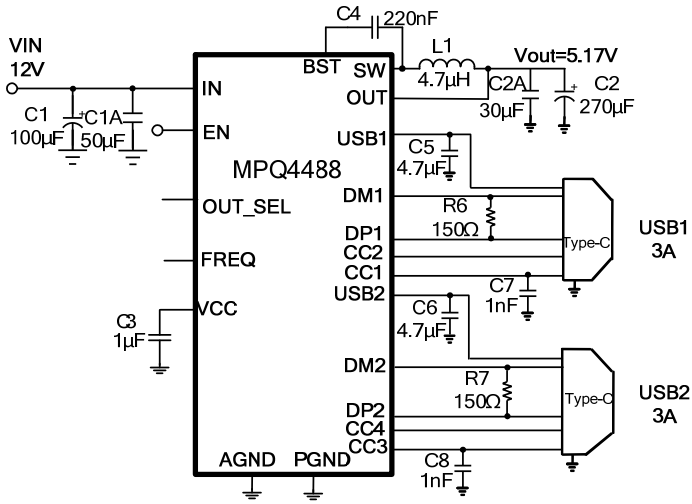 C4
220nF
VIN
12V
BST
SW
L1
4.7µH
Vout=5.17V
IN
OUT
C2A
30µF
C2
270µF
C1
100µF
C1A
50µF
EN
USB1
C5
4.7µF
MPQ4488
DM1
R6
150Ω
OUT_SEL
DP1
CC2
Type-C
USB1
3A
FREQ
CC1
C7
1nF
USB2
VCC
C3
1µF
C6
4.7µF
DM2
R7
150Ω
DP2
CC4
Type-C
USB2
3A
CC3
C8
1nF
AGND
PGND